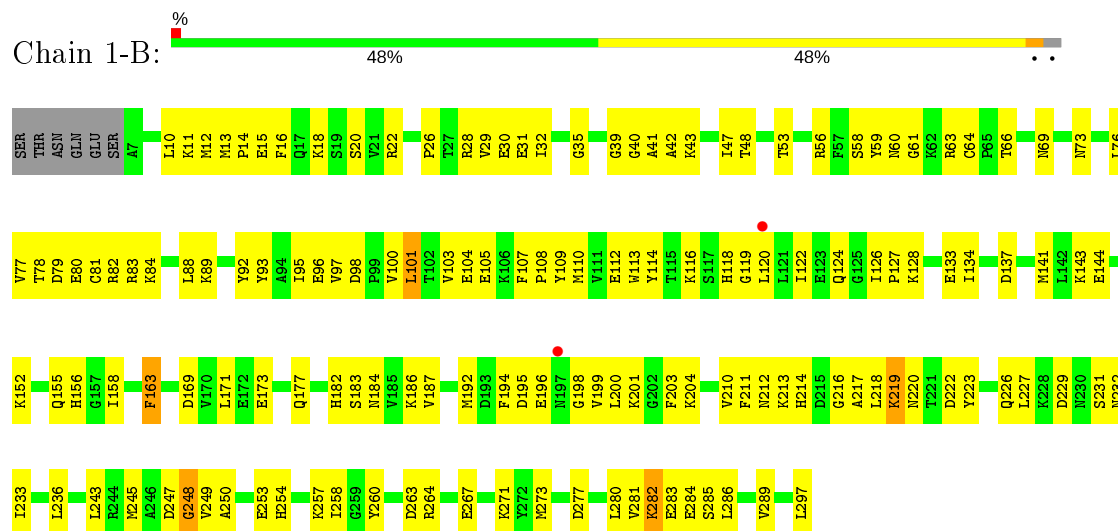 %
Chain 1-B: 48% 48% • •
SER THR ASN GLN GLU SER A7 L10 K11 M12 M13 P14 E15 F16 Q17 K18 S19 S20 V21 R22 P26 T27 R28 V29 E30 E31 I32 G35 G39 G40 A41 A42 K43 I47 T48 T53 R56 F57 S58 Y59 N60 G61 K62 R63 C64 P65 T66 N69 N73
V77 T78 D79 E80 C81 R82 R83 K84 L88 K89 Y92 Y93 A94 I95 E96 V97 D98 P99 V100 L101 T102 V103 E104 E105 K106 F107 P108 Y109 M110 V111 E112 W113 Y114 T115 K116 S117 H118 G119 L120 L121 I122 E123 Q124 G125 I126 P127 K128 E133 I134 D137 M141 L142 K143 E144
K152 Q155 H156 G157 I158 F163 D169 V170 L171 E172 E173 Q177 H182 S183 N184 V185 K186 V187 M192 D193 F194 D195 E196 N197 G198 V199 L200 K201 G202 F203 K204 V210 F211 N212 K213 H214 D215 G216 A217 L218 K219 N220 T221 D222 Y223 Q226 L227 K228 D229 N230 S231 N232
I233 L236 L243 R244 M245 A246 D247 G248 V249 A250 E253 H254 K257 I258 G259 Y260 D263 R264 E267 K271 Y272 M273 D277 L280 V281 K282 E283 E284 S285 L286 V289 L297